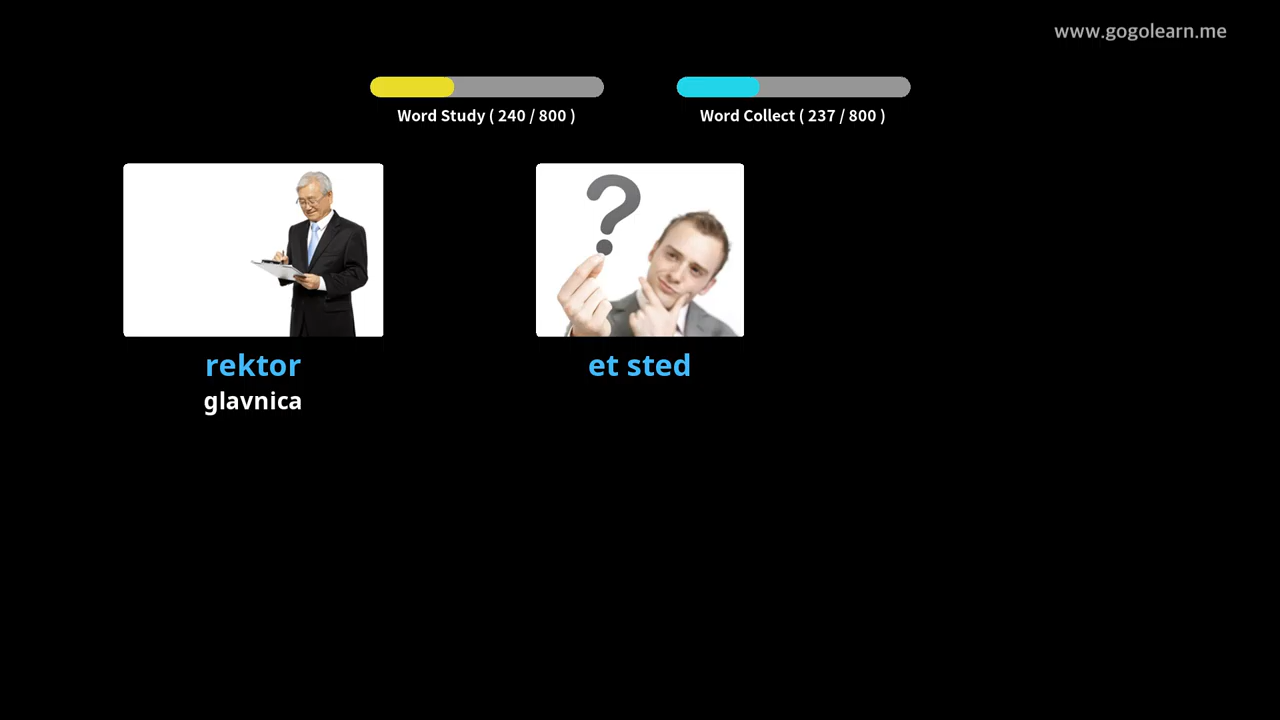 www.gogolearn.me
Word Study ( 240 / 800 )
Word Collect ( 237 / 800 )
rektor
glavnica
et sted